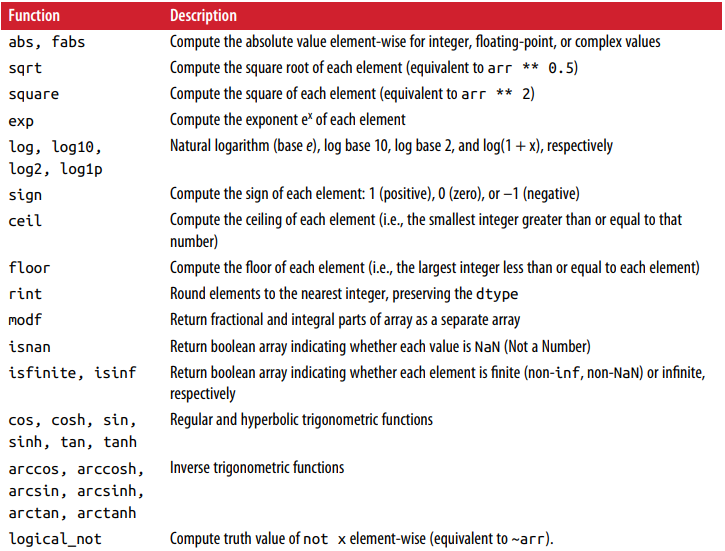 Function Description
abs, fabs Compute the absolute value element-wise for integer, floating-point, or complex values
sqrt Compute the square root of each element (equivalent to arr ** 0.5)
square Compute the square of each element (equivalent to arr ** 2)
exp Compute the exponent eˣ of each element
log, log10, Natural logarithm (base e), log base 10, log base 2, and log(1 + x), respectively
log2, log1p
sign Compute the sign of each element: 1 (positive), 0 (zero), or −1 (negative)
ceil Compute the ceiling of each element (i.e., the smallest integer greater than or equal to that
number)
floor Compute the floor of each element (i.e., the largest integer less than or equal to each element)
rint Round elements to the nearest integer, preserving the dtype
modf Return fractional and integral parts of array as a separate array
isnan Return boolean array indicating whether each value is NaN (Not a Number)
isfinite, isinf Return boolean array indicating whether each element is finite (non-inf, non-NaN) or infinite,
respectively
cos, cosh, sin, Regular and hyperbolic trigonometric functions
sinh, tan, tanh
arccos, arccosh, Inverse trigonometric functions
arcsin, arcsinh,
arctan, arctanh
logical_not Compute truth value of not x element-wise (equivalent to ~arr).